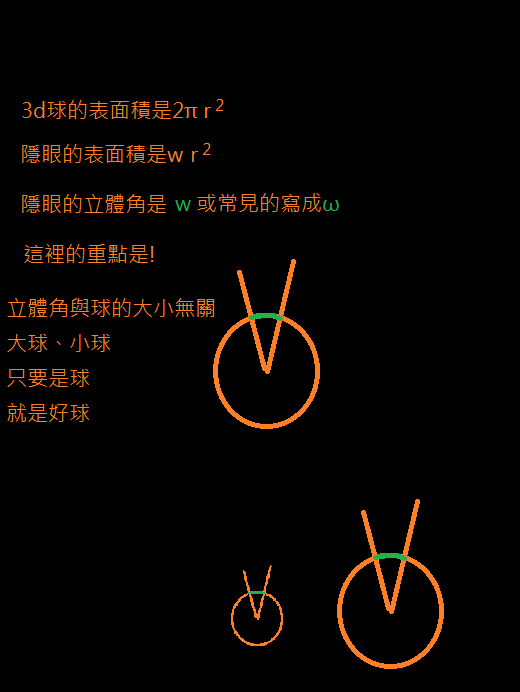 3d球的表面積是2π r²
隱眼的表面積是w r²
隱眼的立體角是 w 或常見的寫成ω
這裡的重點是!
立體角與球的大小無關
大球、小球
只要是球
就是好球